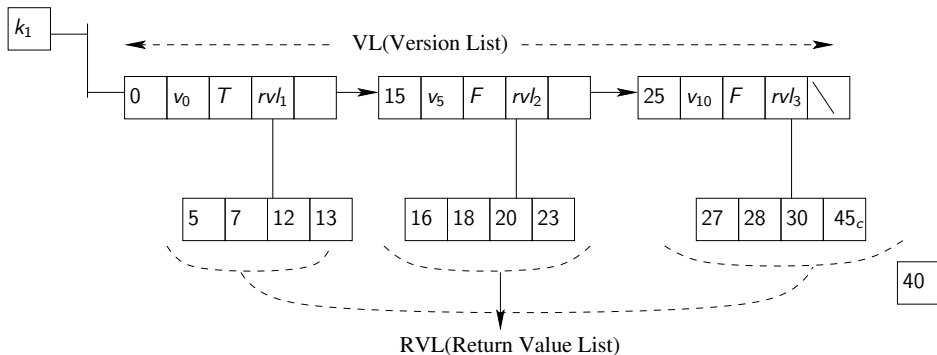 k₁
VL(Version List)
0 v₀ T rvl₁ 15 v₅ F rvl₂ 25 v₁₀ F rvl₃
5 7 12 13 16 18 20 23 27 28 30 45c
40
RVL(Return Value List)